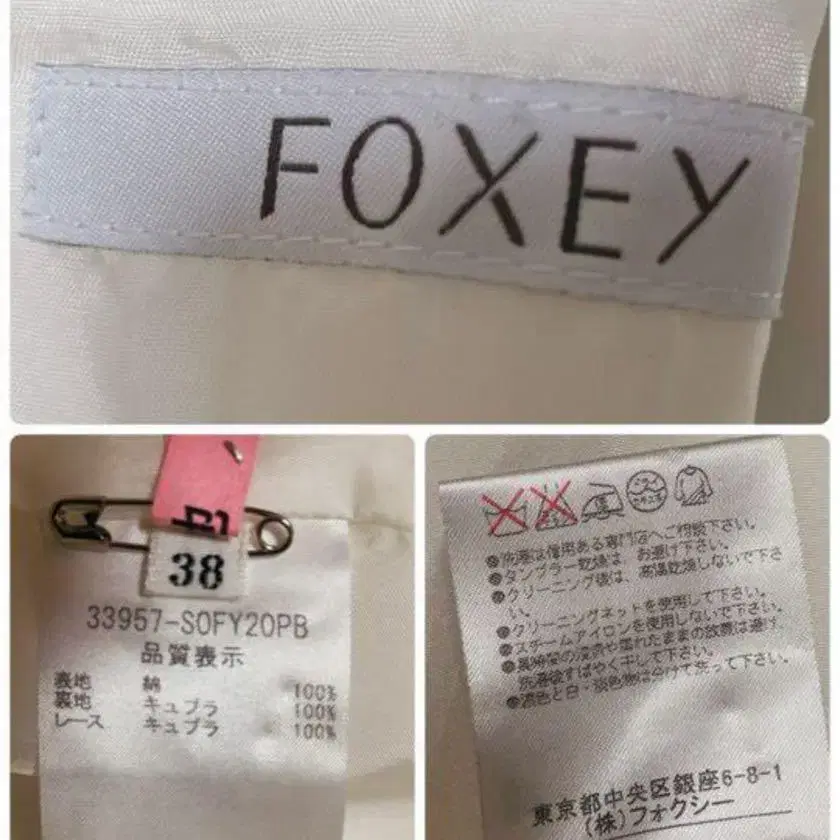 FOXEY
38
33957-SOFY20PB
品質表示
表地 綿 100%
裏地 キュプラ 100%
レース キュプラ 100%
●洗濯は信用ある専門店へご相談下さい。
●タンブラー乾燥は、お避け下さい。
●クリーニング後は、高温乾燥しないで下さ
い。
●クリーニングネットを使用して下さい。
●スチームアイロンを使用しないで下さい。
●長時間の浸漬や濡れたままの放置は避け、
洗濯後すばやく干して下さい。
●濃色と白・淡色物は分けて洗って下さい。
東京都中央区銀座6-8-1
(株)フォクシー